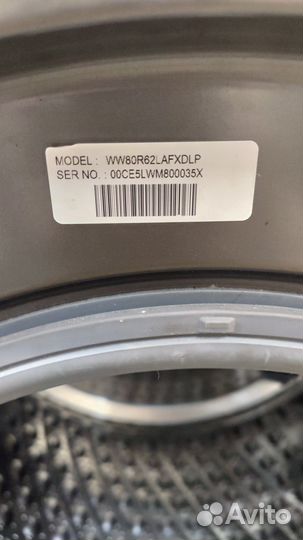 MODEL : WW80R62LAFXDLP
SER NO. : 00CE5LWM800035X
Avito